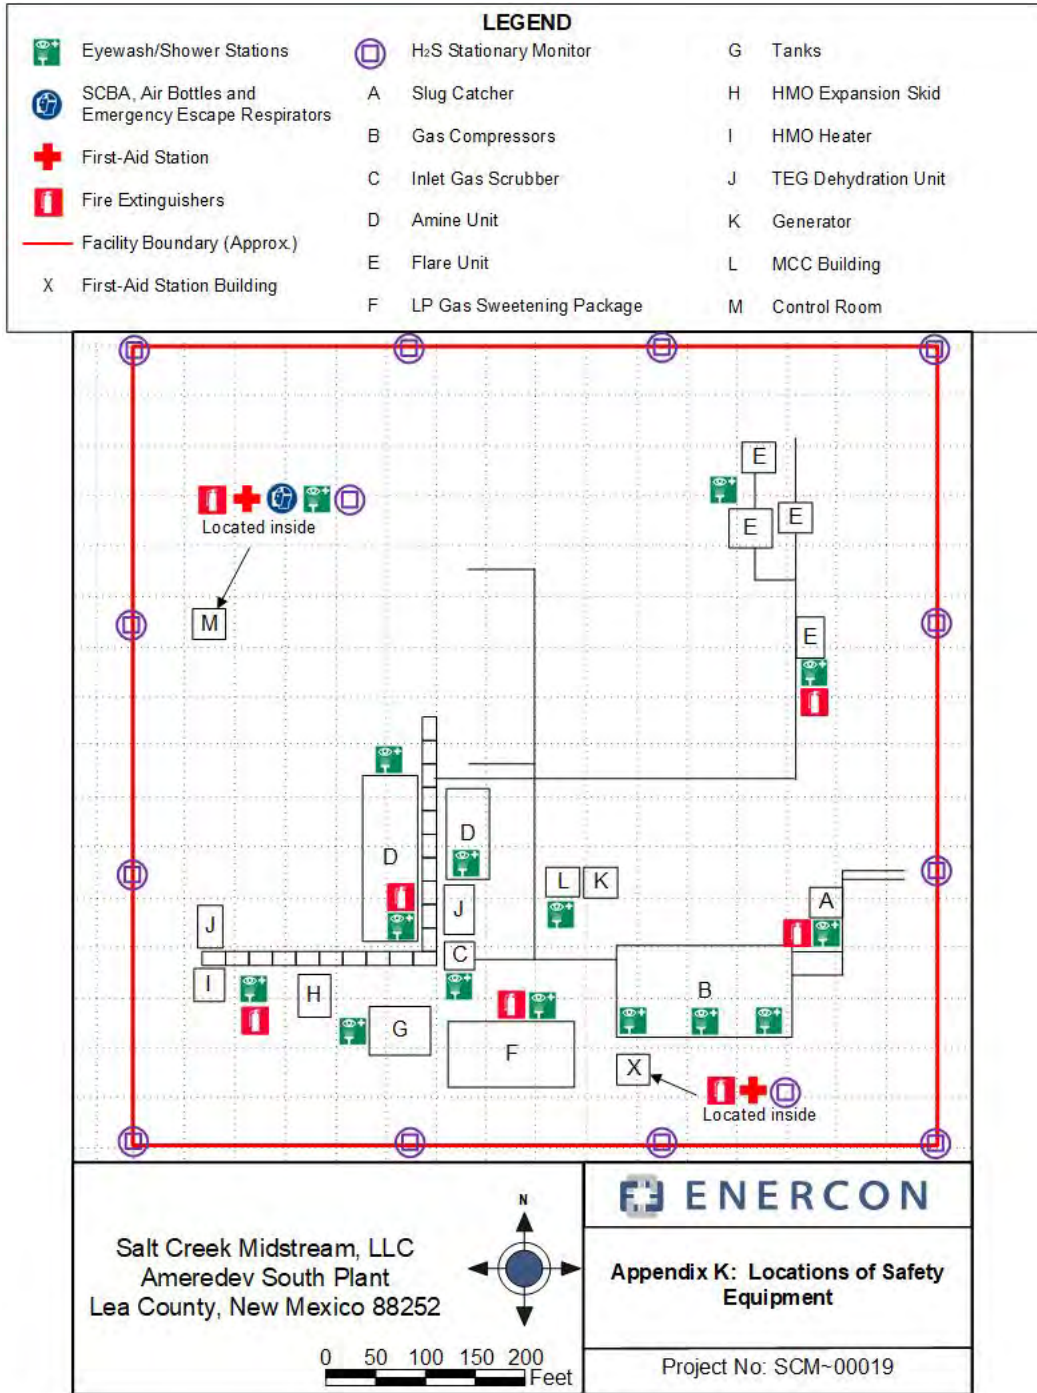 LEGEND
Eyewash/Shower Stations
SCBA, Air Bottles and
Emergency Escape Respirators
First-Aid Station
Fire Extinguishers
Facility Boundary (Approx.)
X First-Aid Station Building
H2S Stationary Monitor
A Slug Catcher
B Gas Compressors
C Inlet Gas Scrubber
D Amine Unit
E Flare Unit
F LP Gas Sweetening Package
G Tanks
H HMO Expansion Skid
I HMO Heater
J TEG Dehydration Unit
K Generator
L MCC Building
M Control Room
E
E
E
Located inside
M
E
D
D
L
K
A
J
J
C
I
H
B
G
F
X
Located inside
Salt Creek Midstream, LLC
Ameredev South Plant
Lea County, New Mexico 88252
N
0 50 100 150 200
Feet
ENERCON
Appendix K: Locations of Safety
Equipment
Project No: SCM~00019